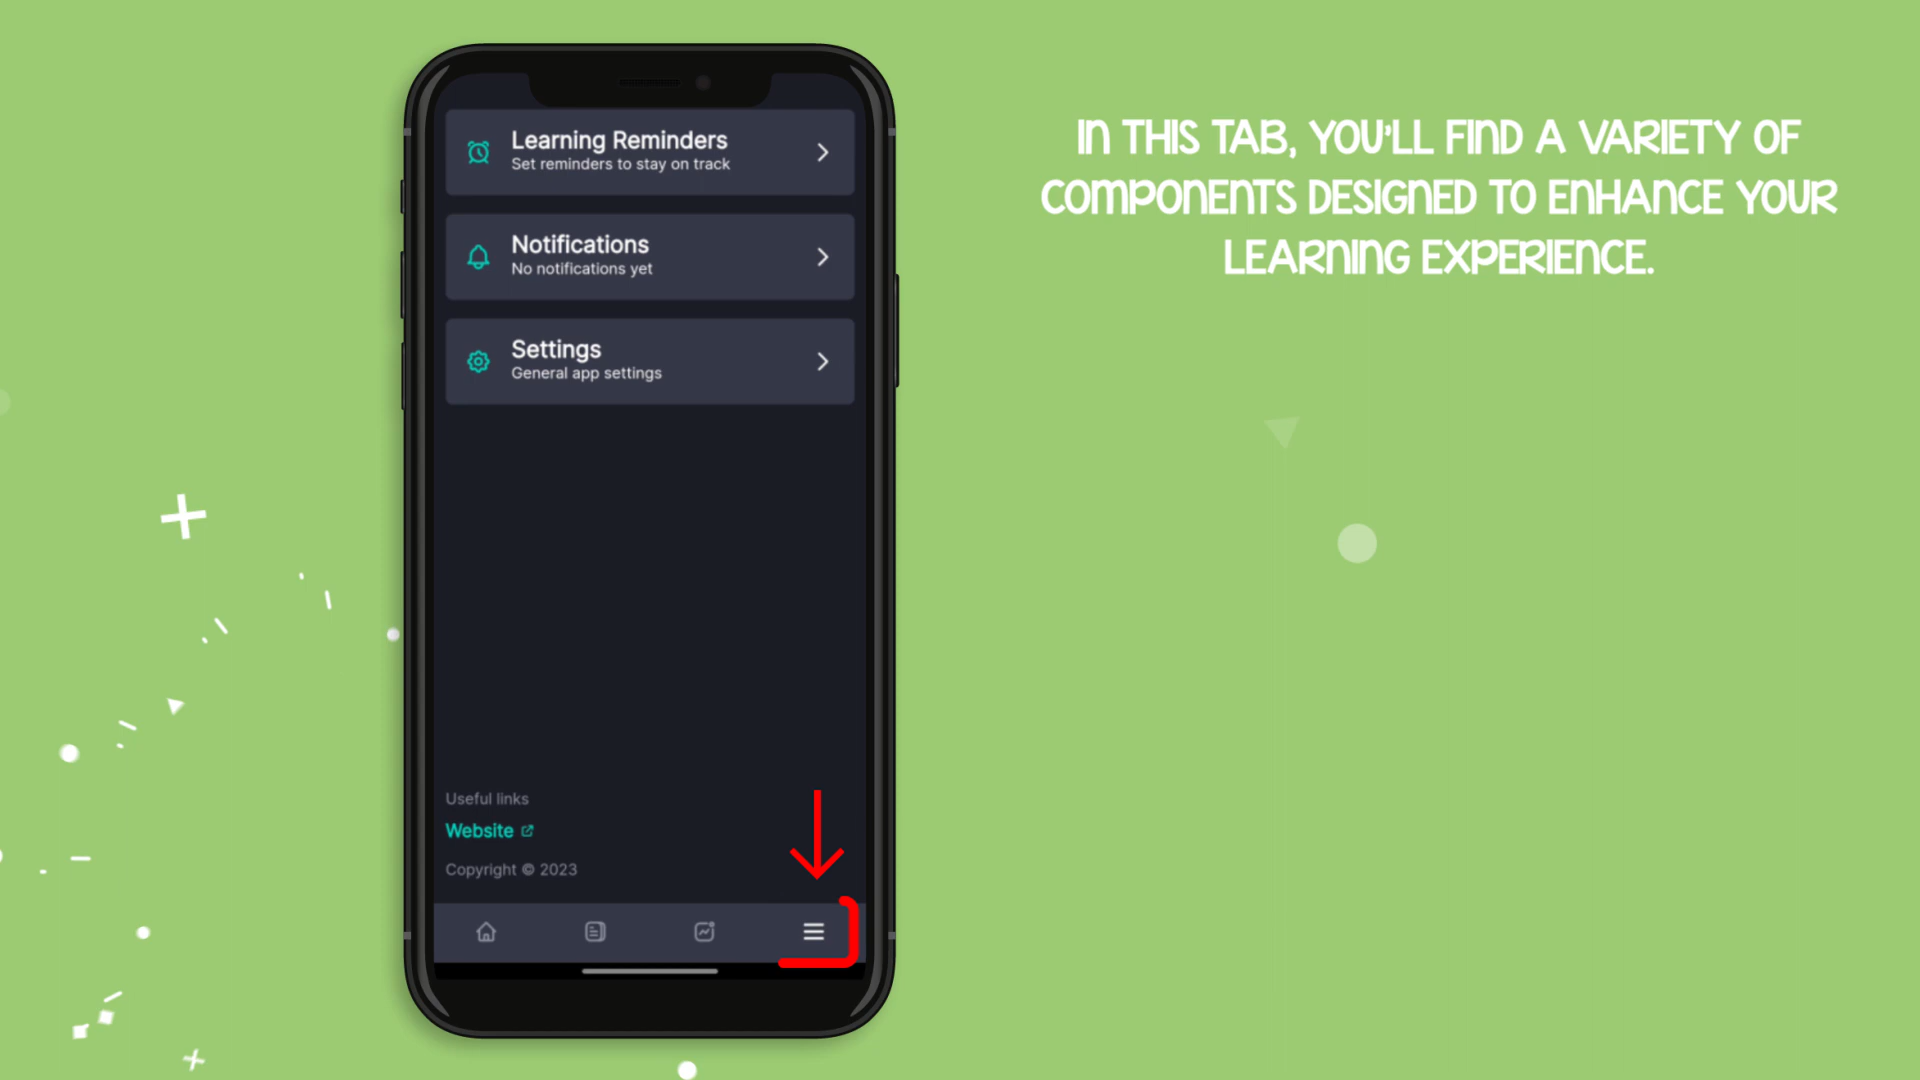 Learning Reminders
Set reminders to stay on track
Notifications
No notifications yet
Settings
General app settings
Useful links
Website
Copyright © 2023
IN THIS TAB, YOU'LL FIND A VARIETY OF
COMPONENTS DESIGNED TO ENHANCE YOUR
LEARNING EXPERIENCE.